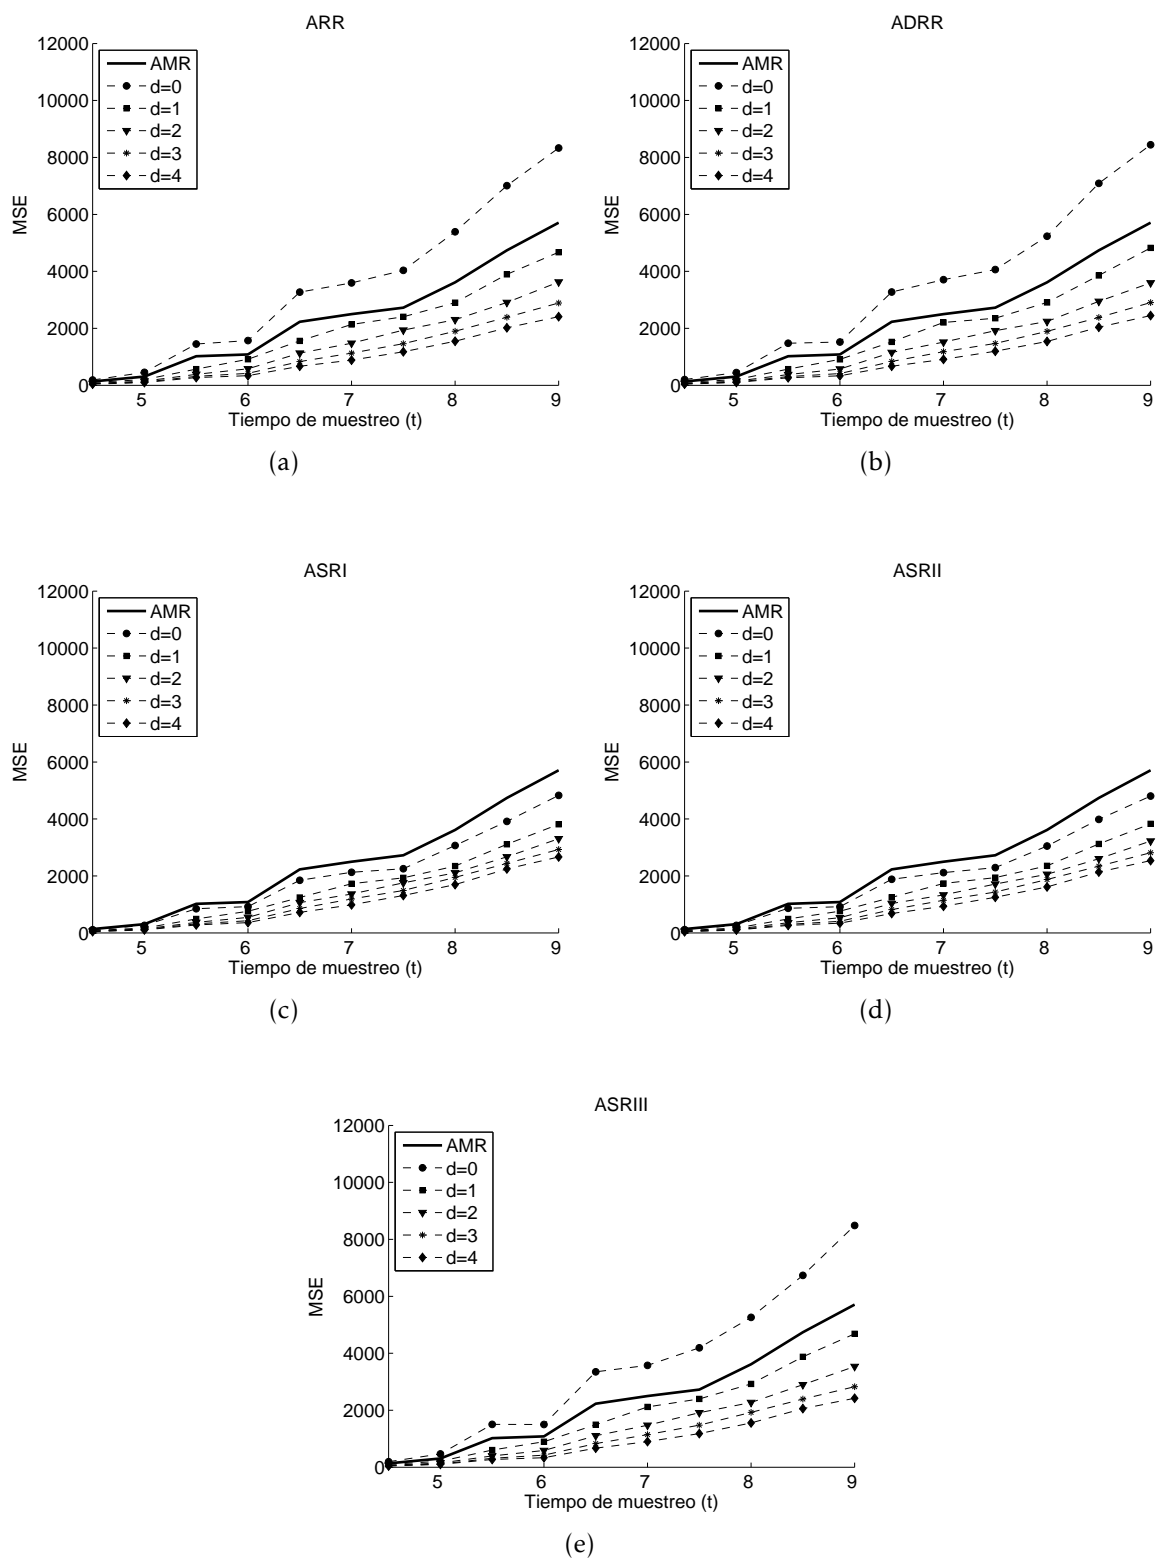 ARR
12000
10000
8000
6000
4000
2000
0
MSE
AMR
d=0
d=1
d=2
d=3
d=4
5 6 7 8 9
Tiempo de muestreo (t)
(a)
ADRR
12000
10000
8000
6000
4000
2000
0
MSE
AMR
d=0
d=1
d=2
d=3
d=4
5 6 7 8 9
Tiempo de muestreo (t)
(b)
ASRI
12000
10000
8000
6000
4000
2000
0
MSE
AMR
d=0
d=1
d=2
d=3
d=4
5 6 7 8 9
Tiempo de muestreo (t)
(c)
ASRII
12000
10000
8000
6000
4000
2000
0
MSE
AMR
d=0
d=1
d=2
d=3
d=4
5 6 7 8 9
Tiempo de muestreo (t)
(d)
ASRIII
12000
10000
8000
6000
4000
2000
0
MSE
AMR
d=0
d=1
d=2
d=3
d=4
5 6 7 8 9
Tiempo de muestreo (t)
(e)